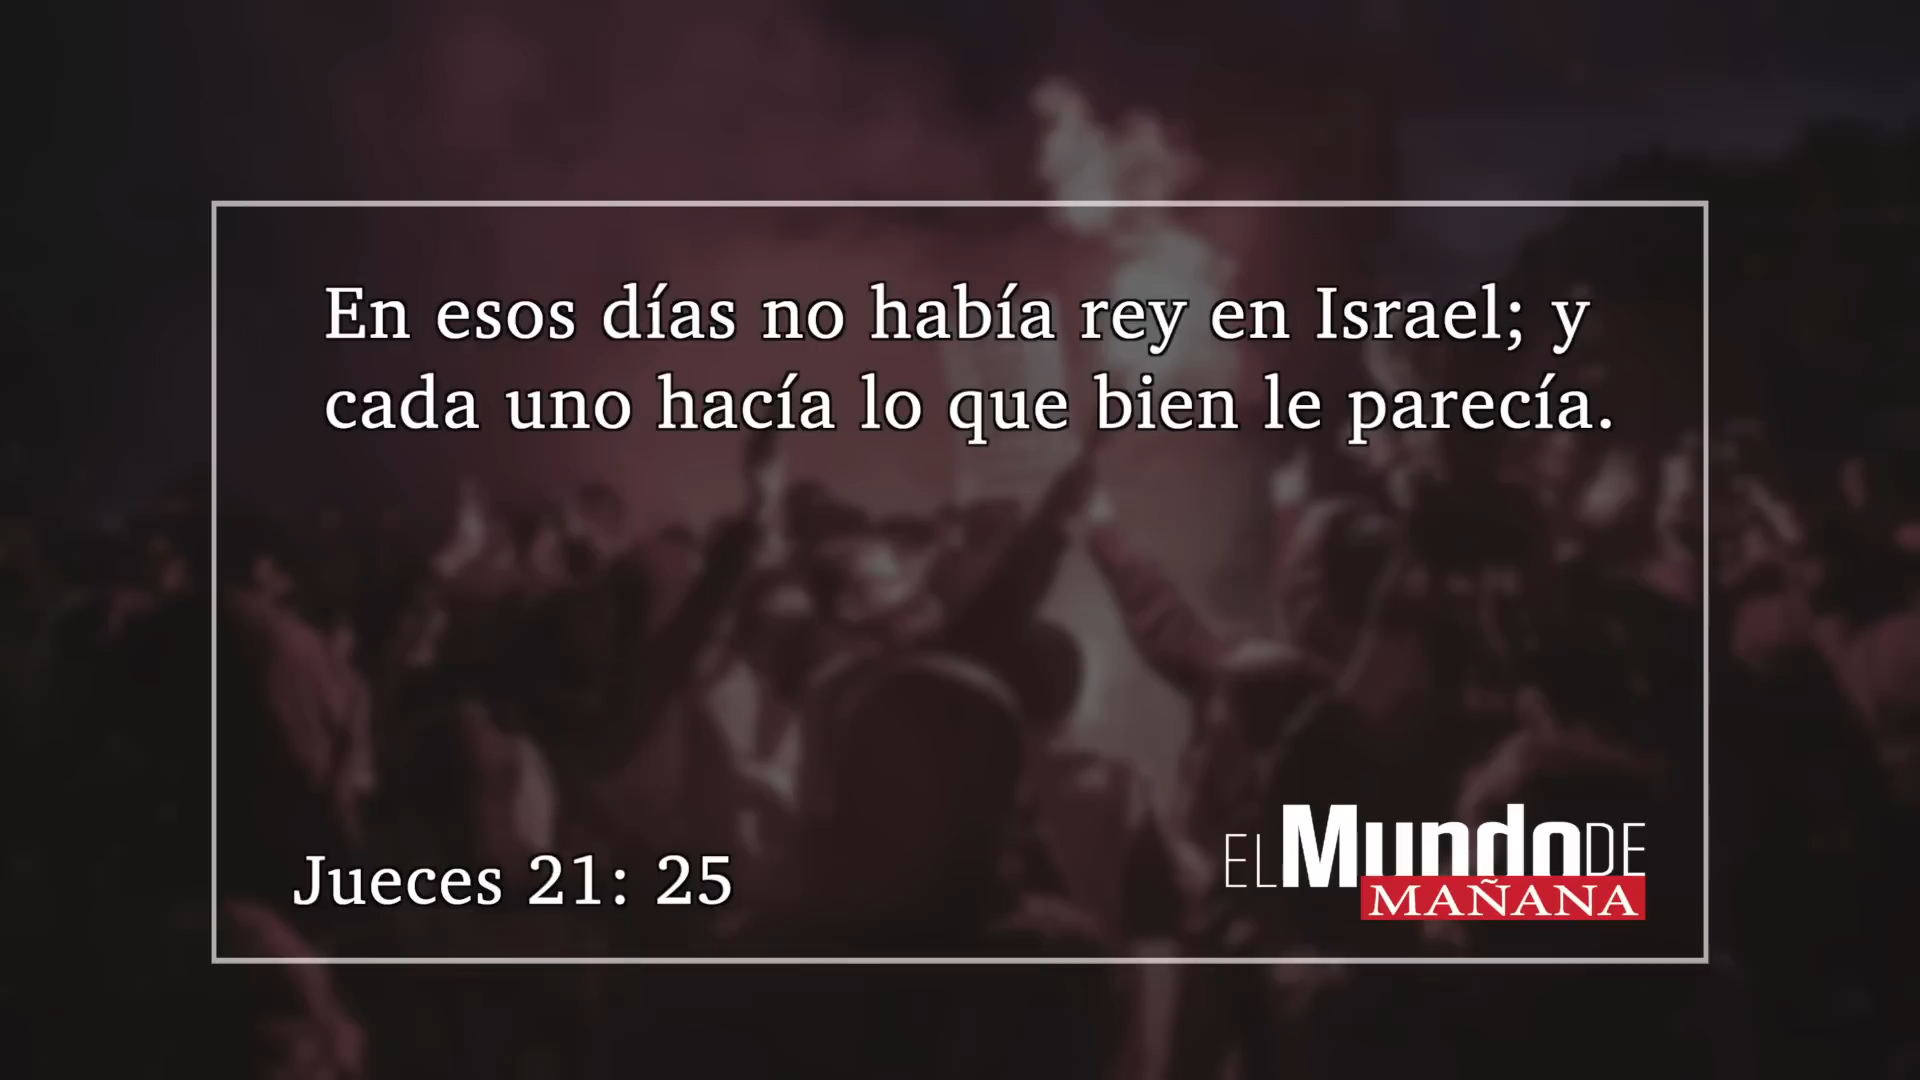 En esos días no había rey en Israel; y
cada uno hacía lo que bien le parecía.
Jueces 21: 25
EL Mundo DE
MAÑANA